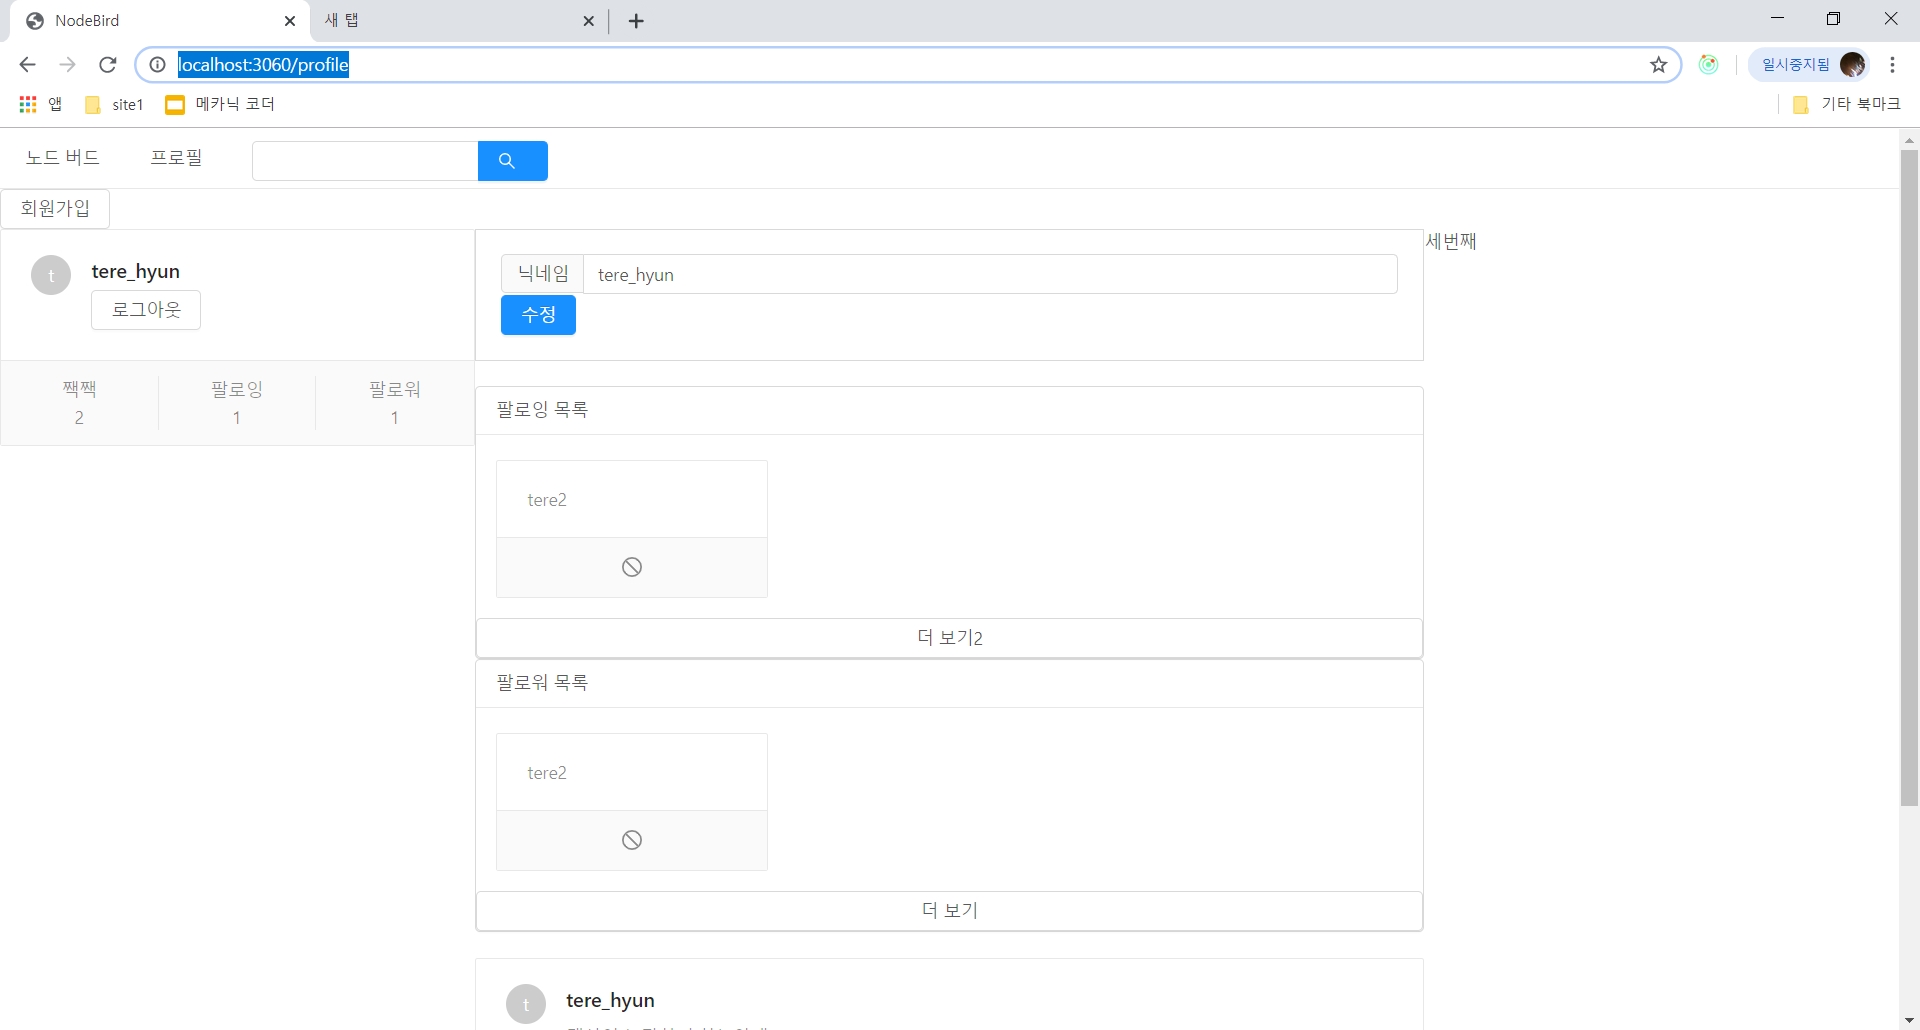 NodeBird
새 탭
localhost:3060/profile
일시중지됨
앱
site1
메카닉 코더
기타 북마크
노드 버드
프로필
회원가입
t
tere_hyun
로그아웃
짹짹
2
팔로잉
1
팔로워
1
닉네임
tere_hyun
수정
세번째
팔로잉 목록
tere2
더 보기2
팔로워 목록
tere2
더 보기
t
tere_hyun